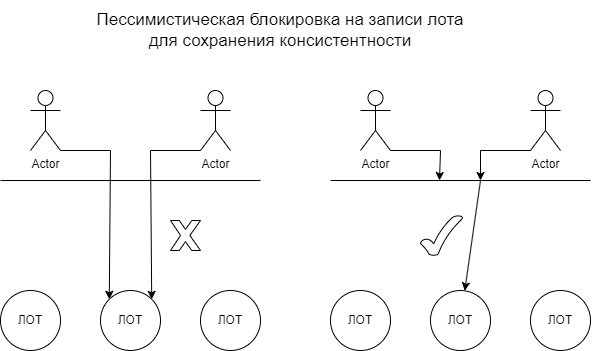 Пессимистическая блокировка на записи лота
для сохранения консистентности
Actor
Actor
Actor
Actor
ЛОТ
ЛОТ
ЛОТ
ЛОТ
ЛОТ
ЛОТ